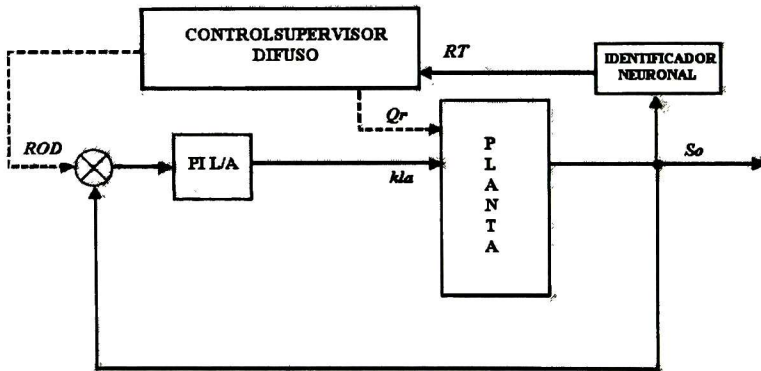 CONTROLSUPERVISOR
DIFUSO
RT
IDENTIFICADOR
NEURONAL
Qr
ROD
PI L/A
kla
P
L
A
N
T
A
So